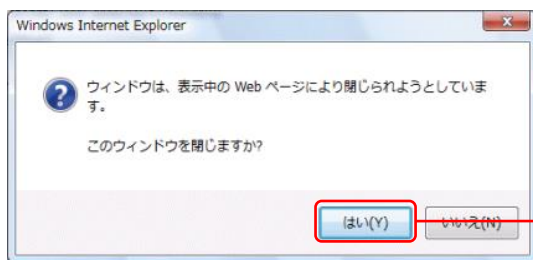 Windows Internet Explorer
ウィンドウは、表示中の Web ページにより閉じられようとしていま
す。
このウィンドウを閉じますか?
はい(Y) いいえ(N)